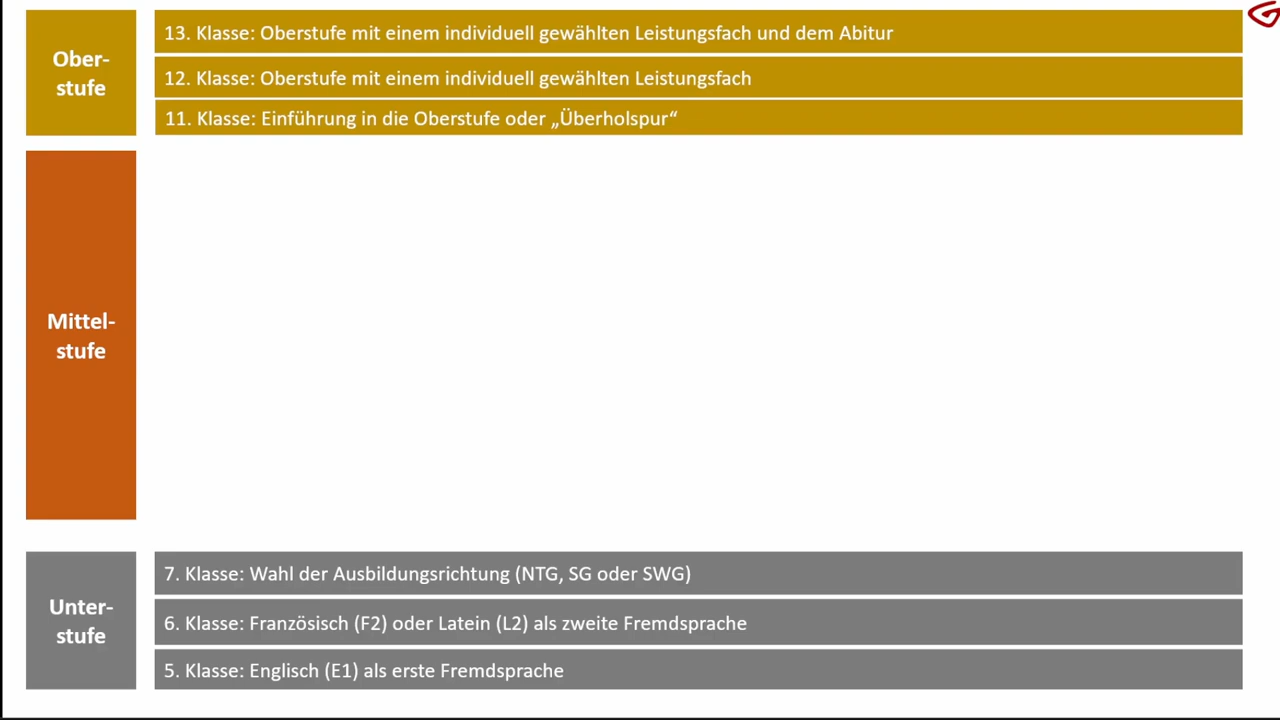 Ober-
stufe
13. Klasse: Oberstufe mit einem individuell gewählten Leistungsfach und dem Abitur
12. Klasse: Oberstufe mit einem individuell gewählten Leistungsfach
11. Klasse: Einführung in die Oberstufe oder „Überholspur“
Mittel-
stufe
Unter-
stufe
7. Klasse: Wahl der Ausbildungsrichtung (NTG, SG oder SWG)
6. Klasse: Französisch (F2) oder Latein (L2) als zweite Fremdsprache
5. Klasse: Englisch (E1) als erste Fremdsprache